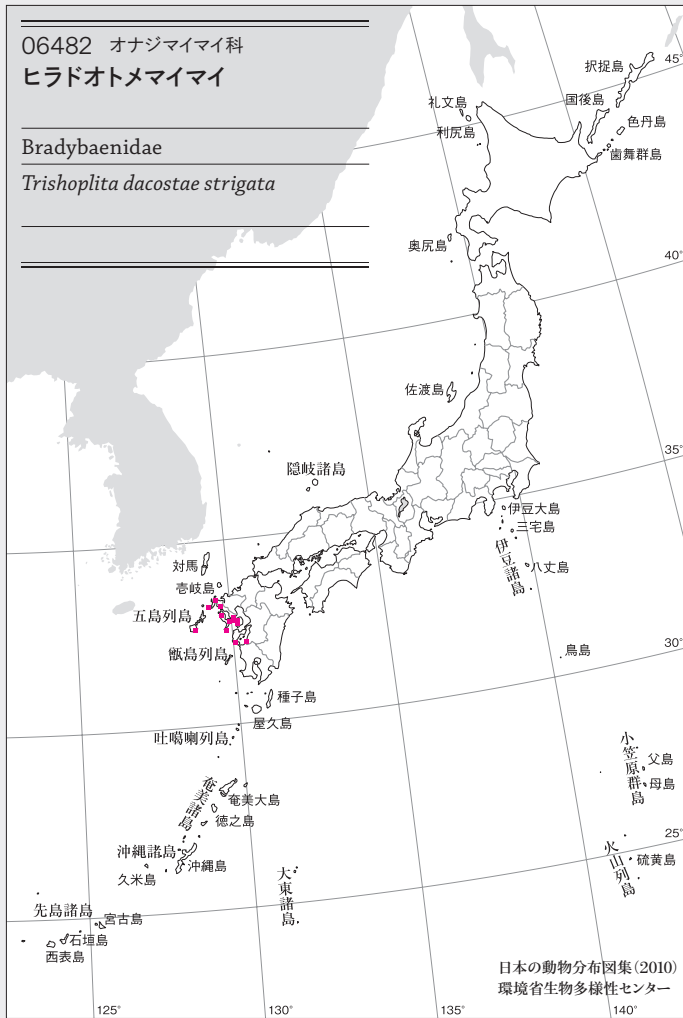 06482 オナジマイマイ科
ヒラドオトメマイマイ
Bradybaenidae
Trishoplita dacostae strigata
択捉島
45°
国後島
礼文島
色丹島
利尻島
歯舞群島
奥尻島
40°
佐渡島
35°
隠岐諸島
伊豆大島
三宅島
伊豆諸島
八丈島
対馬
壱岐島
五島列島
甑島列島
鳥島
30°
種子島
屋久島
吐噶喇列島
小笠原群島
父島
母島
奄美諸島
奄美大島
徳之島
25°
沖縄諸島
沖縄島
久米島
火山列島
硫黄島
大東諸島
先島諸島
宮古島
石垣島
西表島
日本の動物分布図集(2010)
環境省生物多様性センター
125°
130°
135°
140°